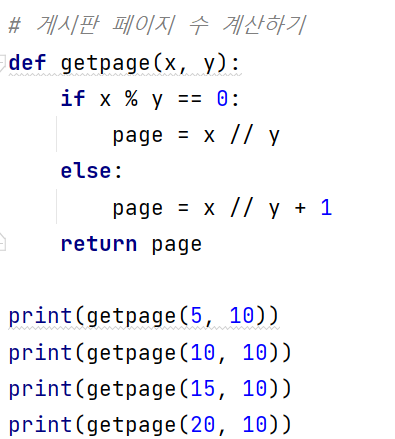 # 게시판 페이지 수 계산하기
def getpage(x, y):
    if x % y == 0:
        page = x // y
    else:
        page = x // y + 1
    return page

print(getpage(5, 10))
print(getpage(10, 10))
print(getpage(15, 10))
print(getpage(20, 10))